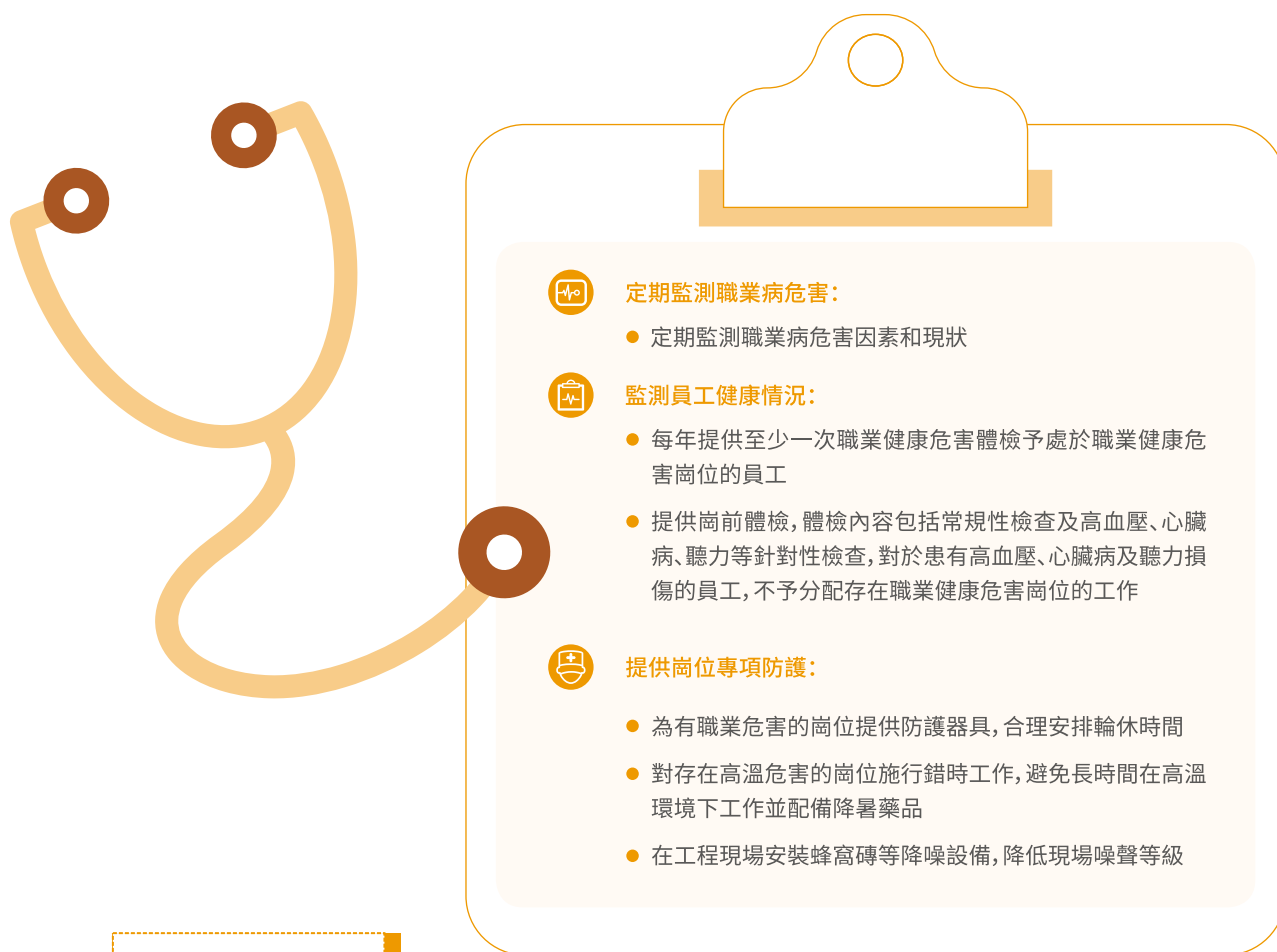 定期監測職業病危害：
● 定期監測職業病危害因素和現狀
監測員工健康情況：
● 每年提供至少一次職業健康危害體檢予處於職業健康危
害崗位的員工
● 提供崗前體檢，體檢內容包括常規性檢查及高血壓、心臟
病、聽力等針對性檢查，對於患有高血壓、心臟病及聽力損
傷的員工，不予分配存在職業健康危害崗位的工作
提供崗位專項防護：
● 為有職業危害的崗位提供防護器具，合理安排輪休時間
● 對存在高溫危害的崗位施行錯時工作，避免長時間在高溫
環境下工作並配備降暑藥品
● 在工程現場安裝蜂窩磚等降噪設備，降低現場噪聲等級